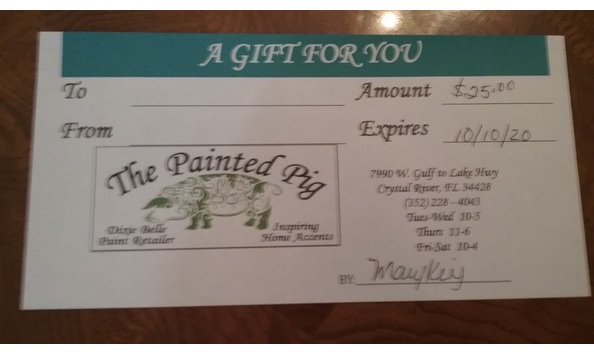 A GIFT FOR YOU
To
Amount $25.00
From
Expires 10/10/20
The Painted Pig
Dixie Belle
Paint Retailer
Inspiring
Home Accents
7990 W. Gulf to Lake Hwy
Crystal River, FL 34428
(352) 228-4043
Tues-Wed 10-5
Thurs 11-6
Fri-Sat 10-4
BY: